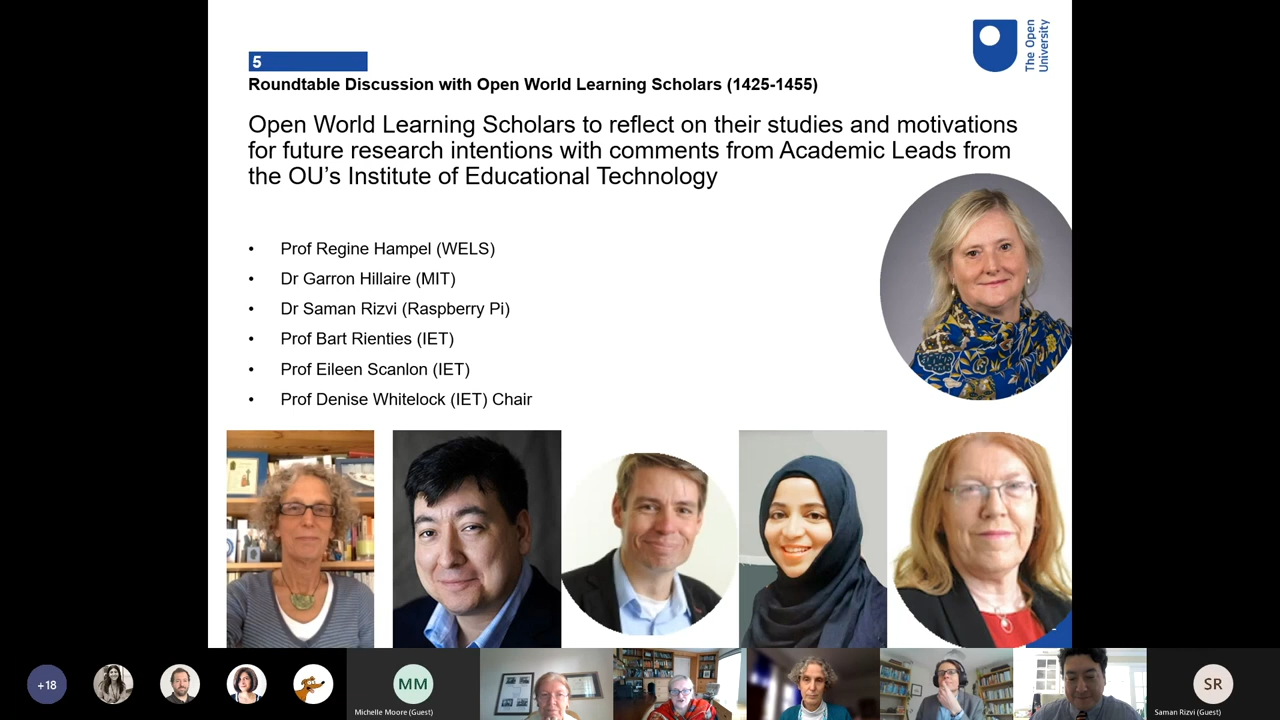 5
The Open
University
Roundtable Discussion with Open World Learning Scholars (1425-1455)
Open World Learning Scholars to reflect on their studies and motivations
for future research intentions with comments from Academic Leads from
the OU’s Institute of Educational Technology
• Prof Regine Hampel (WELS)
• Dr Garron Hillaire (MIT)
• Dr Saman Rizvi (Raspberry Pi)
• Prof Bart Rienties (IET)
• Prof Eileen Scanlon (IET)
• Prof Denise Whitelock (IET) Chair
+18
MM
Michelle Moore (Guest)
SR
Saman Rizvi (Guest)